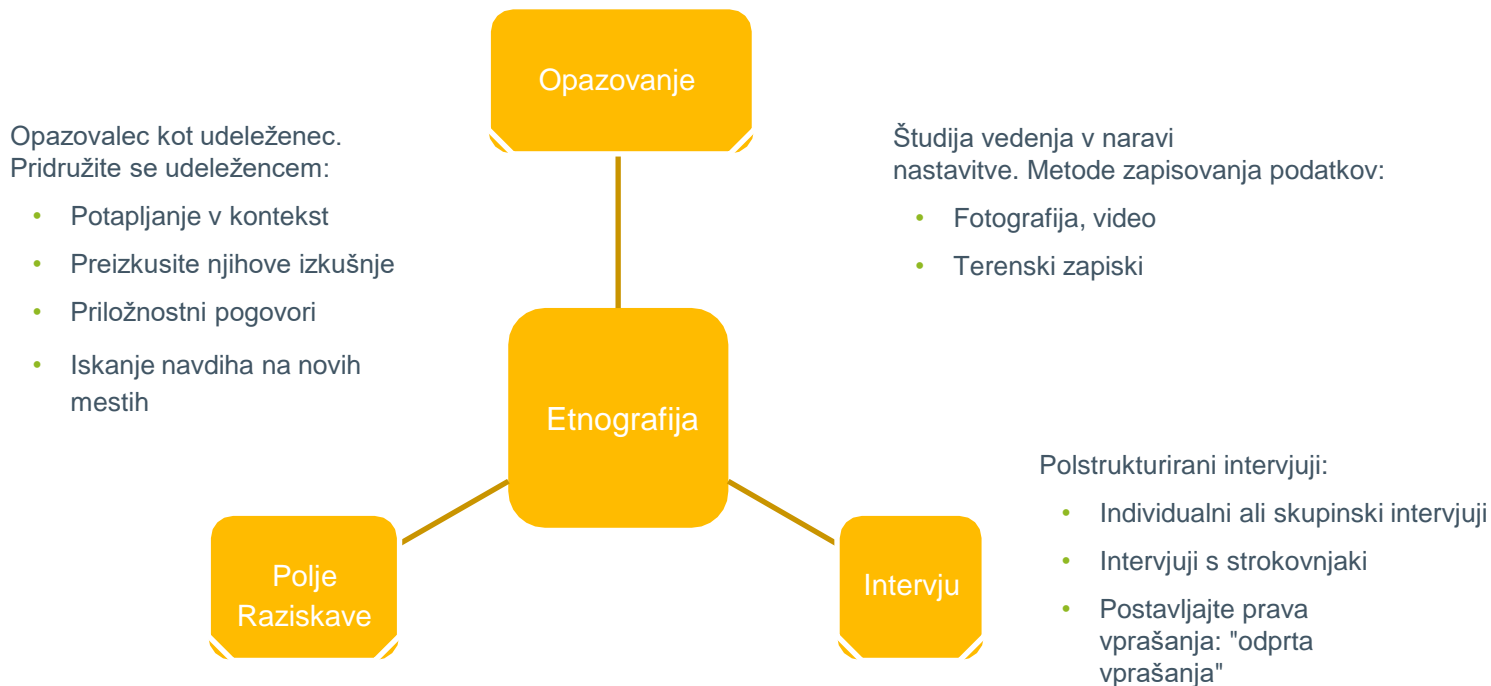 Opazovanje
Opazovalec kot udeleženec.
Pridružite se udeležencem:
• Potapljanje v kontekst
• Preizkusite njihove izkušnje
• Priložnostni pogovori
• Iskanje navdiha na novih
mestih
Študija vedenja v naravi
nastavitve. Metode zapisovanja podatkov:
• Fotografija, video
• Terenski zapiski
Etnografija
Polje
Raziskave
Intervju
Polstrukturirani intervjuji:
• Individualni ali skupinski intervjuji
• Intervjuji s strokovnjaki
• Postavljajte prava
vprašanja: "odprta
vprašanja"